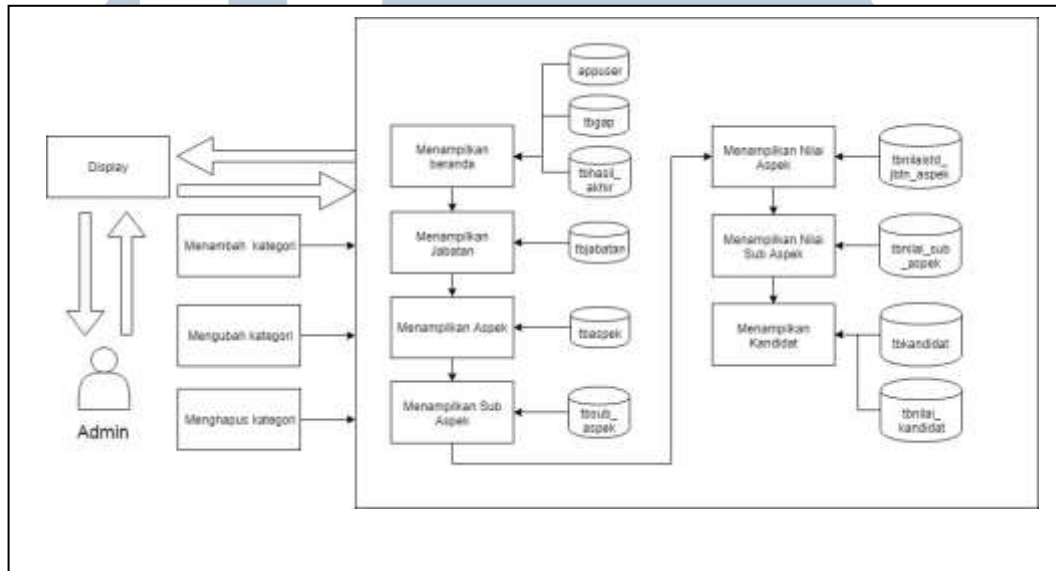 Display
Admin
Menambah kategori
Mengubah kategori
Menghapus kategori
Menampilkan
beranda
appuser
tbgap
tbhasil_
akhir
Menampilkan
Jabatan
tbjabatan
Menampilkan Aspek
tbaspek
Menampilkan Sub
Aspek
tbsub_
aspek
Menampilkan Nilai
Aspek
tbnilaistd_
jbtn_aspek
Menampilkan Nilai
Sub Aspek
tbnilai_sub
_aspek
Menampilkan
Kandidat
tbkandidat
tbnilai_
kandidat